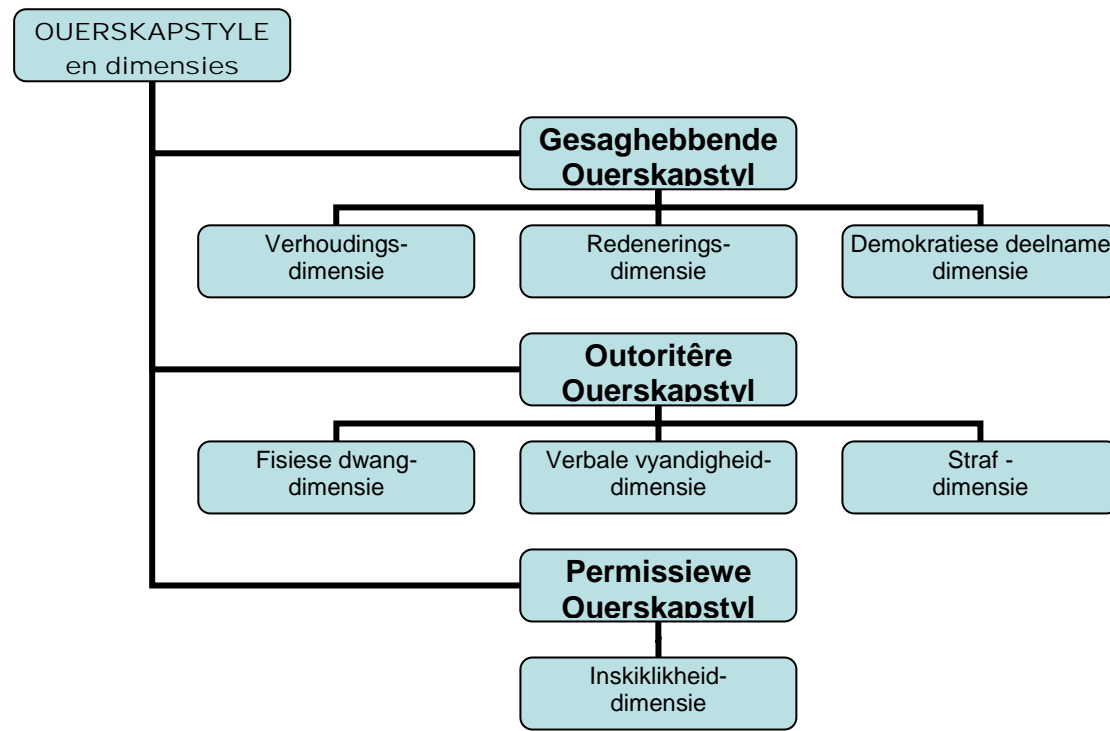 OUERSKAPSTYLE
en dimensies
Gesaghebbende
Ouerskapstyl
Verhoudings-
dimensie
Redenerings-
dimensie
Demokratiese deelname
dimensie
Outoritêre
Ouerskapstyl
Fisiese dwang-
dimensie
Verbale vyandigheid-
dimensie
Straf -
dimensie
Permissiewe
Ouerskapstyl
Inskiklikheid-
dimensie